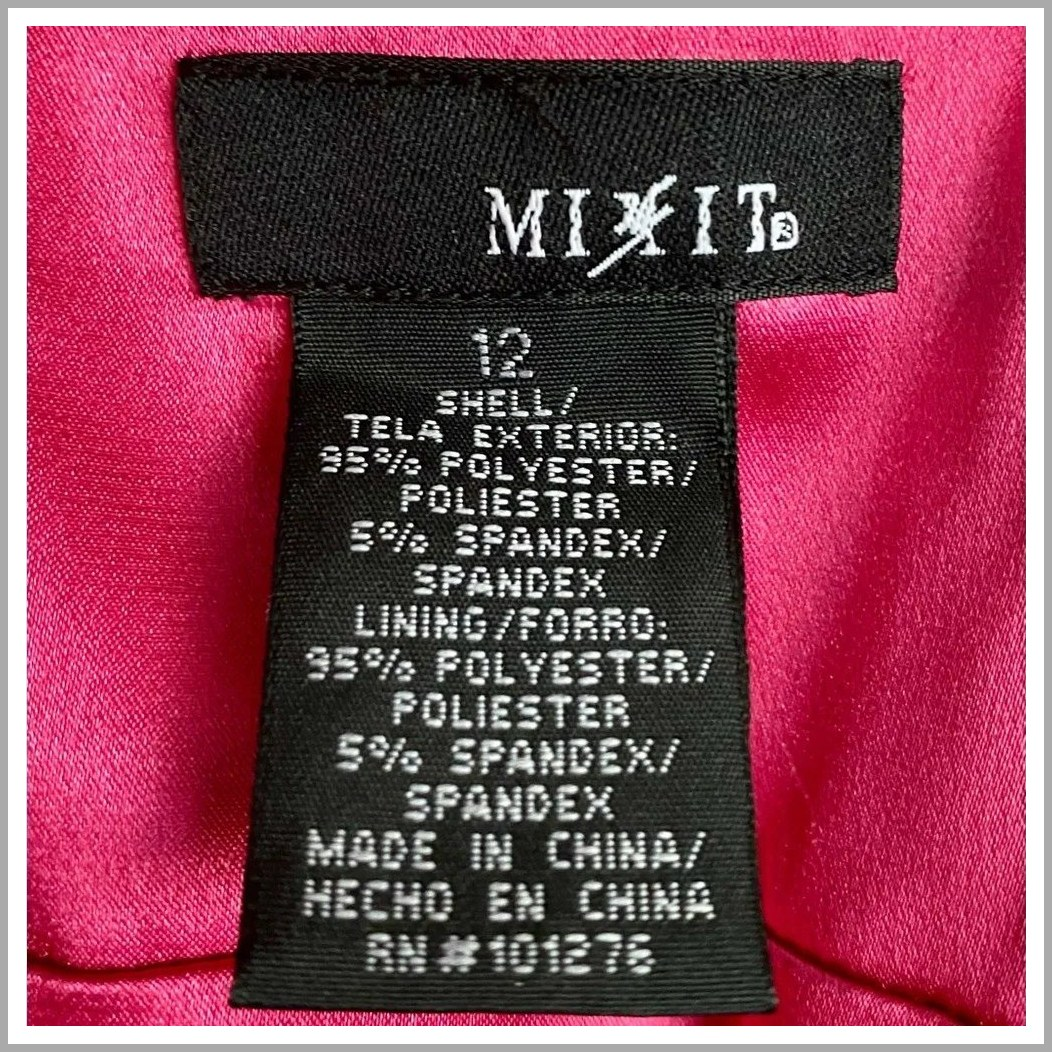 MIXIT®
12
SHELL/
TELA EXTERIOR:
95% POLYESTER/
POLIESTER
5% SPANDEX/
SPANDEX
LINING/FORRO:
95% POLYESTER/
POLIESTER
5% SPANDEX/
SPANDEX
MADE IN CHINA/
HECHO EN CHINA
RN#101276